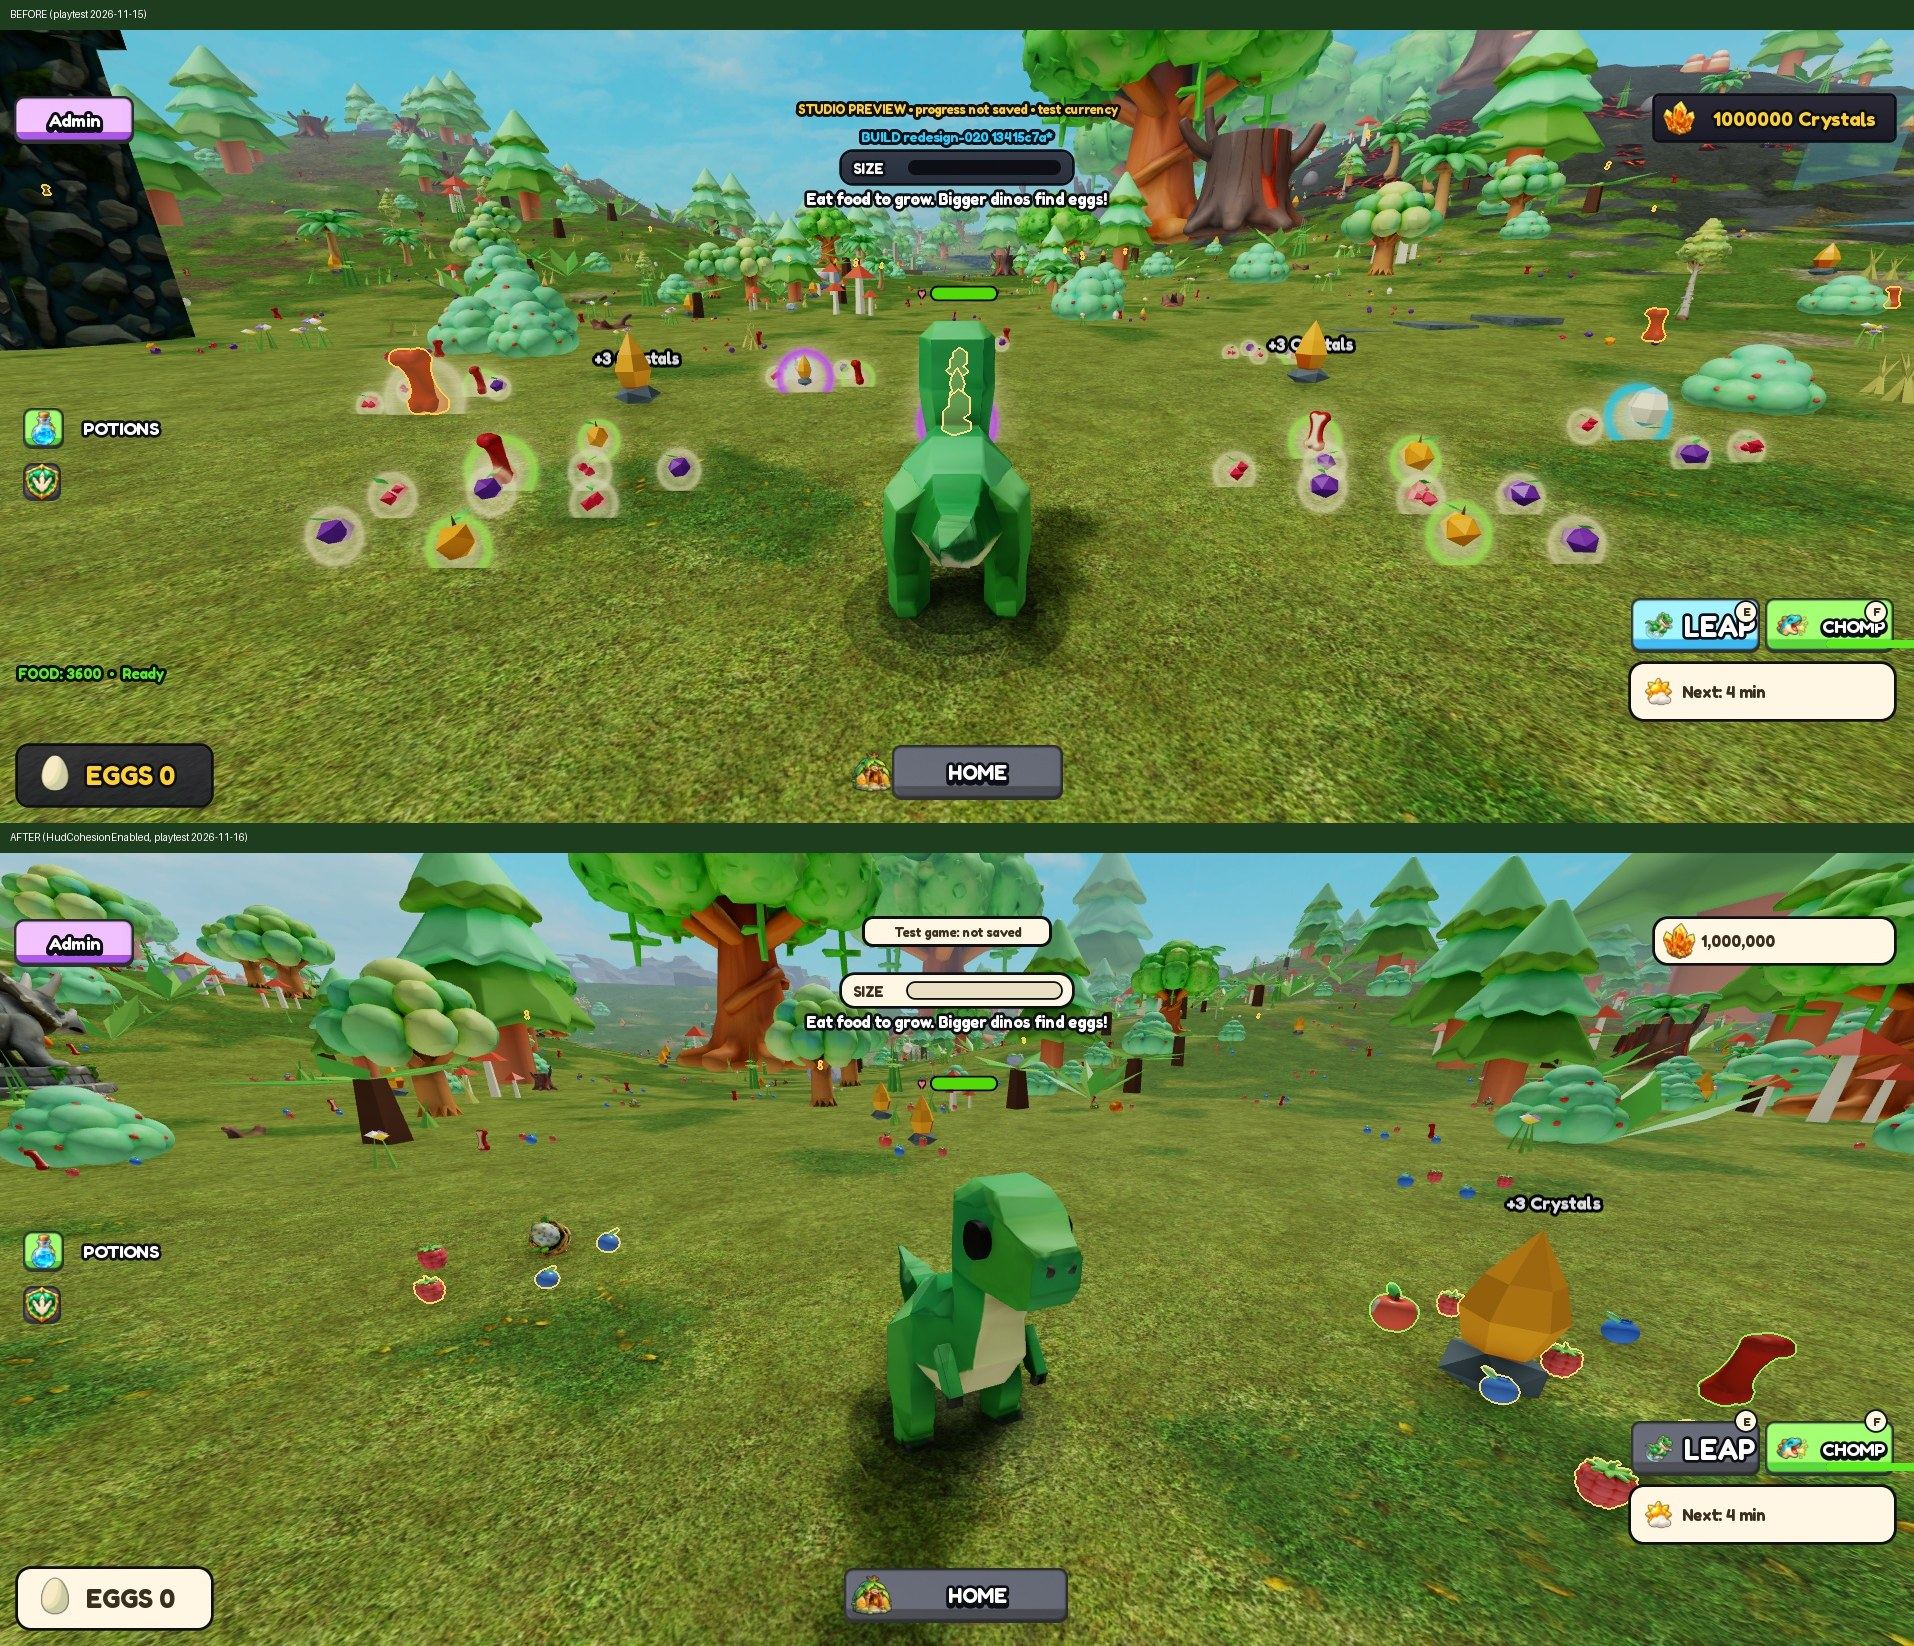 BEFORE (playtest 2026-11-15)
Admin
STUDIO PREVIEW • progress not saved • test currency
BUILD redesign-020 13415c7a*
SIZE
Eat food to grow. Bigger dinos find eggs!
1000000 Crystals
+3 Crystals
POTIONS
E
LEAP
F
CHOMP
FOOD: 3600 • Ready
Next: 4 min
EGGS 0
HOME
AFTER (HudCohesionEnabled, playtest 2026-11-16)
Admin
Test game: not saved
1,000,000
SIZE
Eat food to grow. Bigger dinos find eggs!
+3 Crystals
POTIONS
E
LEAP
F
CHOMP
Next: 4 min
EGGS 0
HOME